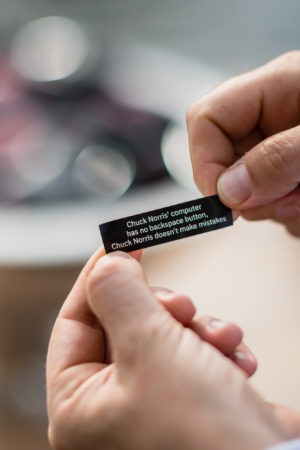 Chuck Norris' computer
has no backspace button,
Chuck Norris doesn't make mistakes